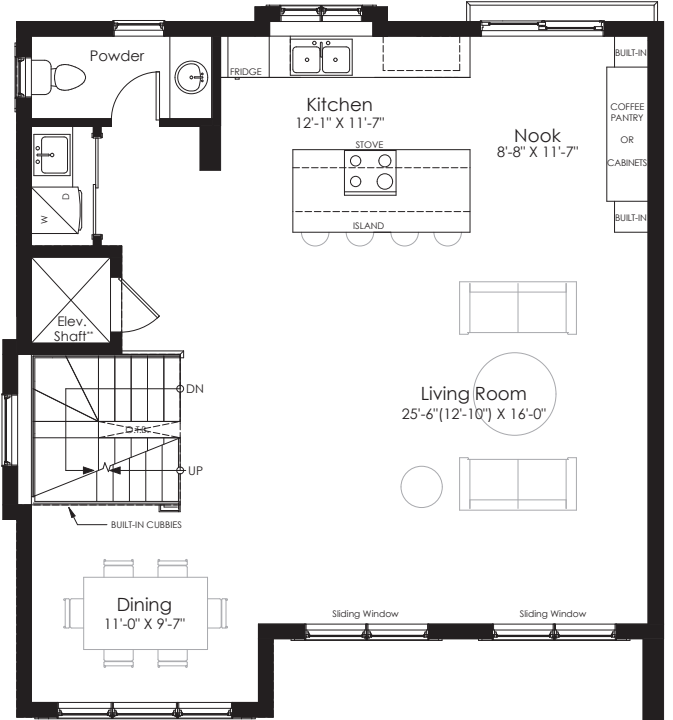 Powder
FRIDGE
Kitchen
12'-1" X 11'-7"
STOVE
ISLAND
Nook
8'-8" X 11'-7"
BUILT-IN
COFFEE
PANTRY
OR
CABINETS
BUILT-IN
W
D
Elev.
Shaft**
DN
D.T.B.
UP
BUILT-IN CUBBIES
Living Room
25'-6"(12'-10") X 16'-0"
Dining
11'-0" X 9'-7"
Sliding Window
Sliding Window